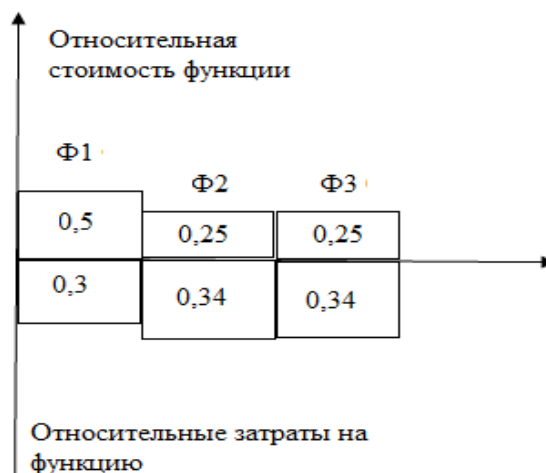 Относительная
стоимость функции
Ф1
Ф2
Ф3
0,5
0,25
0,25
0,3
0,34
0,34
Относительные затраты на
функцию